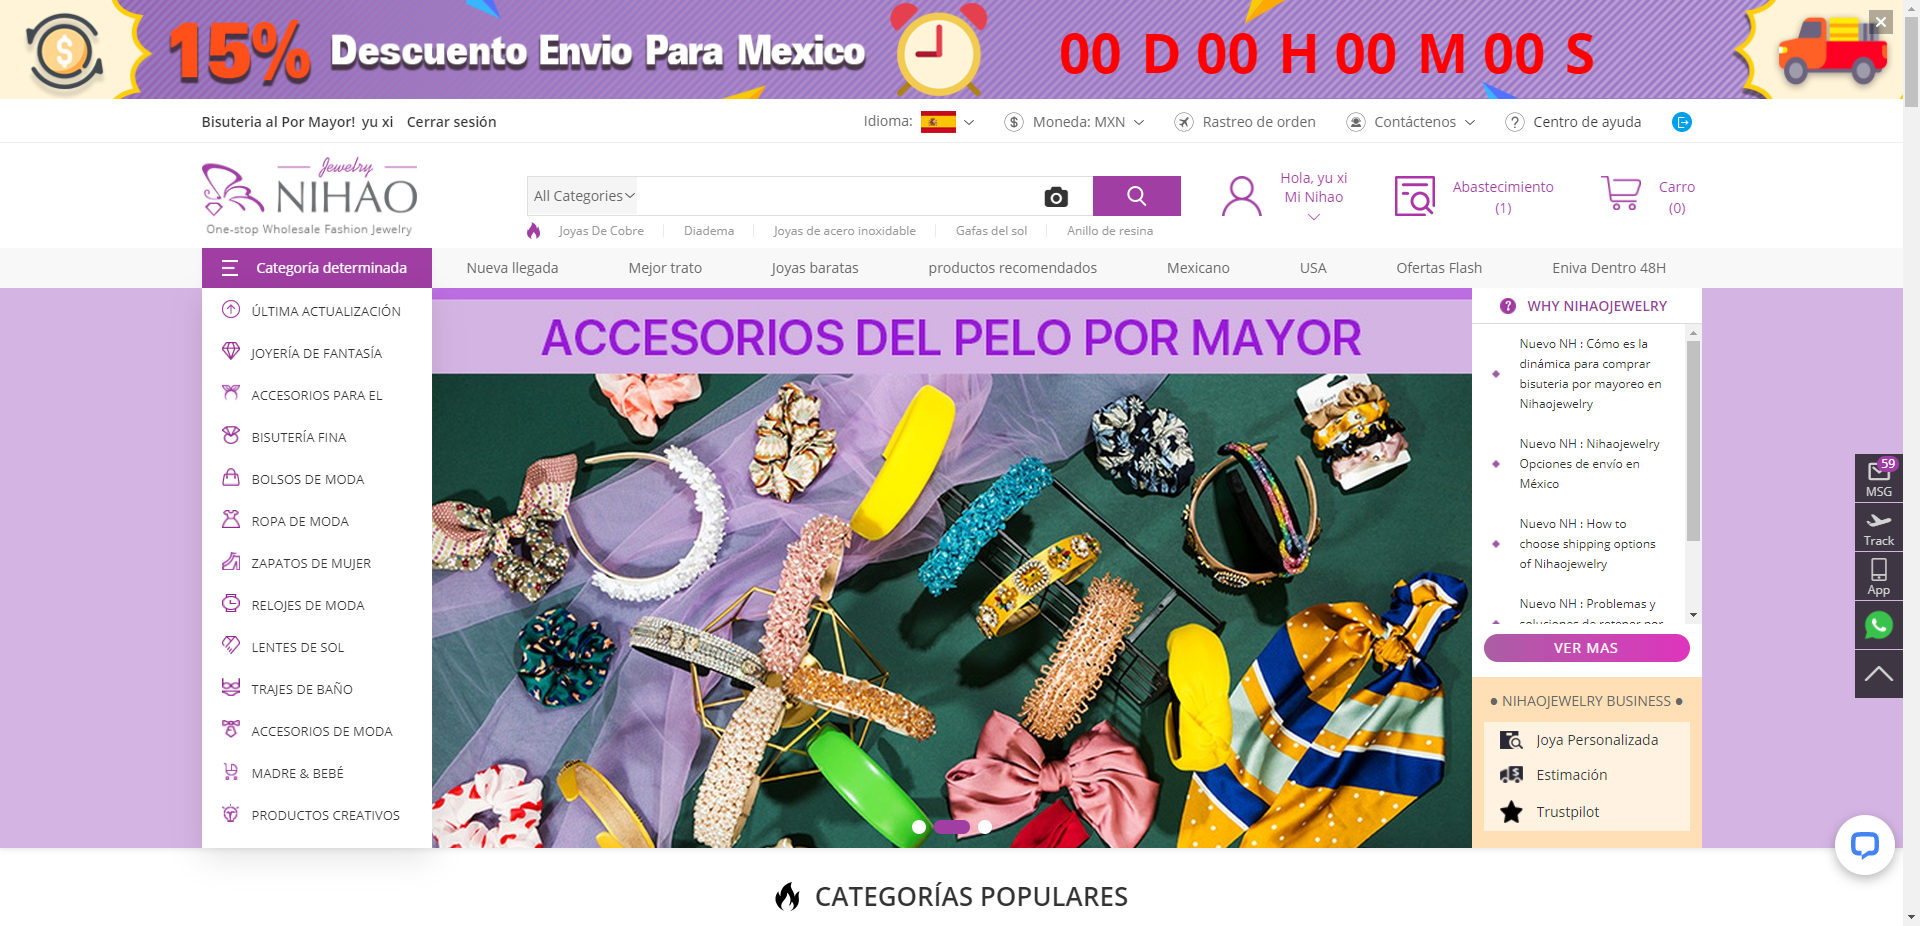 15% Descuento Envio Para Mexico 00 D 00 H 00 M 00 S
Bisuteria al Por Mayor! yu xi Cerrar sesión
Idioma:
Moneda: MXN
Rastreo de orden
Contáctenos
Centro de ayuda
Jewelry
NIHAO
One-stop Wholesale Fashion Jewelry
All Categories
Joyas De Cobre
Diadema
Joyas de acero inoxidable
Gafas del sol
Anillo de resina
Hola, yu xi
Mi Nihao
Abastecimiento
(1)
Carro
(0)
Categoría determinada
Nueva llegada
Mejor trato
Joyas baratas
productos recomendados
Mexicano
USA
Ofertas Flash
Eniva Dentro 48H
ÚLTIMA ACTUALIZACIÓN
JOYERÍA DE FANTASÍA
ACCESORIOS PARA EL
BISUTERÍA FINA
BOLSOS DE MODA
ROPA DE MODA
ZAPATOS DE MUJER
RELOJES DE MODA
LENTES DE SOL
TRAJES DE BAÑO
ACCESORIOS DE MODA
MADRE & BEBÉ
PRODUCTOS CREATIVOS
ACCESORIOS DEL PELO POR MAYOR
WHY NIHAOJEWELRY
Nuevo NH : Cómo es la
dinámica para comprar
bisuteria por mayoreo en
Nihaojewelry
Nuevo NH : Nihaojewelry
Opciones de envío en
México
Nuevo NH : How to
choose shipping options
of Nihaojewelry
Nuevo NH : Problemas y
soluciones de retener por
VER MAS
● NIHAOJEWELRY BUSINESS ●
Joya Personalizada
Estimación
Trustpilot
59
MSG
Track
App
CATEGORÍAS POPULARES